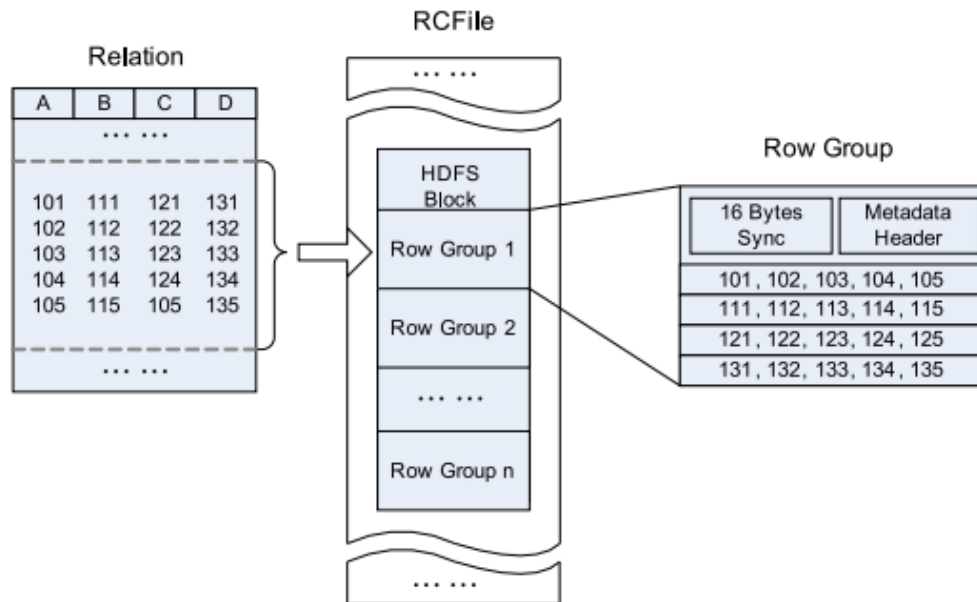 Relation
A B C D
... ...
101 111 121 131
102 112 122 132
103 113 123 133
104 114 124 134
105 115 105 135
... ...
RCFile
... ...
HDFS
Block
Row Group 1
Row Group 2
... ...
Row Group n
... ...
Row Group
16 Bytes
Sync
Metadata
Header
101, 102, 103, 104, 105
111, 112, 113, 114, 115
121, 122, 123, 124, 125
131, 132, 133, 134, 135